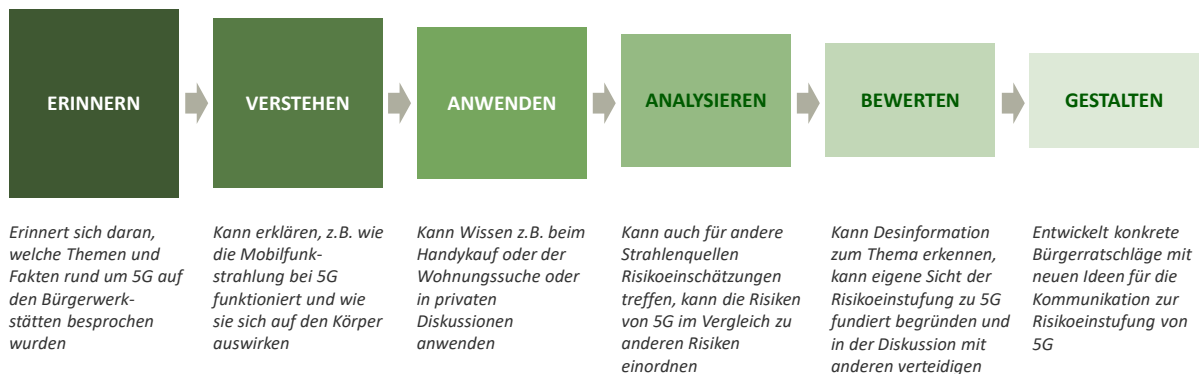 ERINNERN
VERSTEHEN
ANWENDEN
ANALYSIEREN
BEWERTEN
GESTALTEN
Erinnert sich daran,
welche Themen und
Fakten rund um 5G auf
den Bürgerwerk-
stätten besprochen
wurden
Kann erklären, z.B. wie
die Mobilfunk-
strahlung bei 5G
funktioniert und wie
sie sich auf den Körper
auswirken
Kann Wissen z.B. beim
Handykauf oder der
Wohnungssuche oder
in privaten
Diskussionen
anwenden
Kann auch für andere
Strahlenquellen
Risikoeinschätzungen
treffen, kann die Risiken
von 5G im Vergleich zu
anderen Risiken
einordnen
Kann Desinformation
zum Thema erkennen,
kann eigene Sicht der
Risikoeinstufung zu 5G
fundiert begründen und
in der Diskussion mit
anderen verteidigen
Entwickelt konkrete
Bürgerratschläge mit
neuen Ideen für die
Kommunikation zur
Risikoeinstufung von
5G